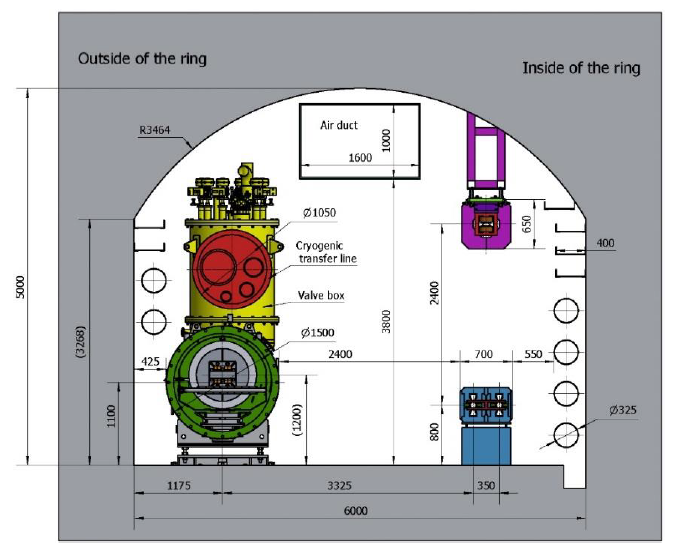 Outside of the ring
Inside of the ring
R3464
Air duct
1000
1600
Ø1050
650
400
Cryogenic
transfer line
5000
(3268)
Valve box
3800
2400
Ø1500
425
2400
700
550
1100
(1200)
800
Ø325
1175
3325
350
6000